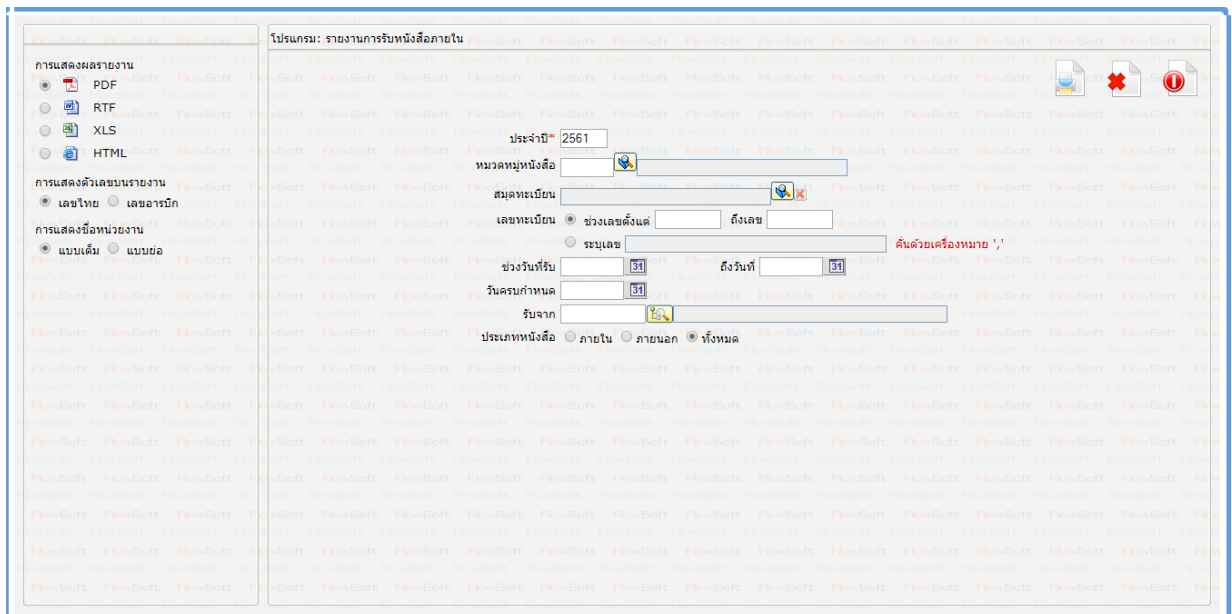 การแสดงผลรายงาน
PDF
RTF
XLS
HTML
การแสดงตัวเลขบนรายงาน
เลขไทย เลขอารบิก
การแสดงชื่อหน่วยงาน
แบบเต็ม แบบย่อ
โปรแกรม: รายงานการรับหนังสือภายใน
ประจำปี* 2561
หมวดหมู่หนังสือ
สมุดทะเบียน
เลขทะเบียน ช่วงเลขตั้งแต่ ถึงเลข
ระบุเลข คั่นด้วยเครื่องหมาย ','
ช่วงวันที่รับ 31 ถึงวันที่ 31
วันครบกำหนด 31
รับจาก
ประเภทหนังสือ ภายใน ภายนอก ทั้งหมด
FlowSoft